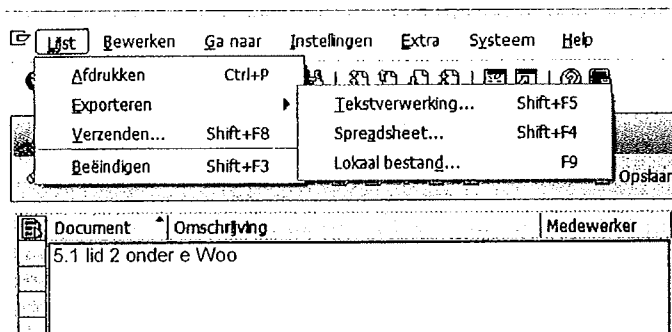 Lijst Bewerken Ga naar Instellingen Extra Systeem Help
Afdrukken Ctrl+P
Exporteren
Verzenden... Shift+F8
Beëindigen Shift+F3
Tekstverwerking... Shift+F5
Spreadsheet... Shift+F4
Lokaal bestand... F9
Opslaan
Document Omschrijving Medewerker
5.1 lid 2 onder e Woo